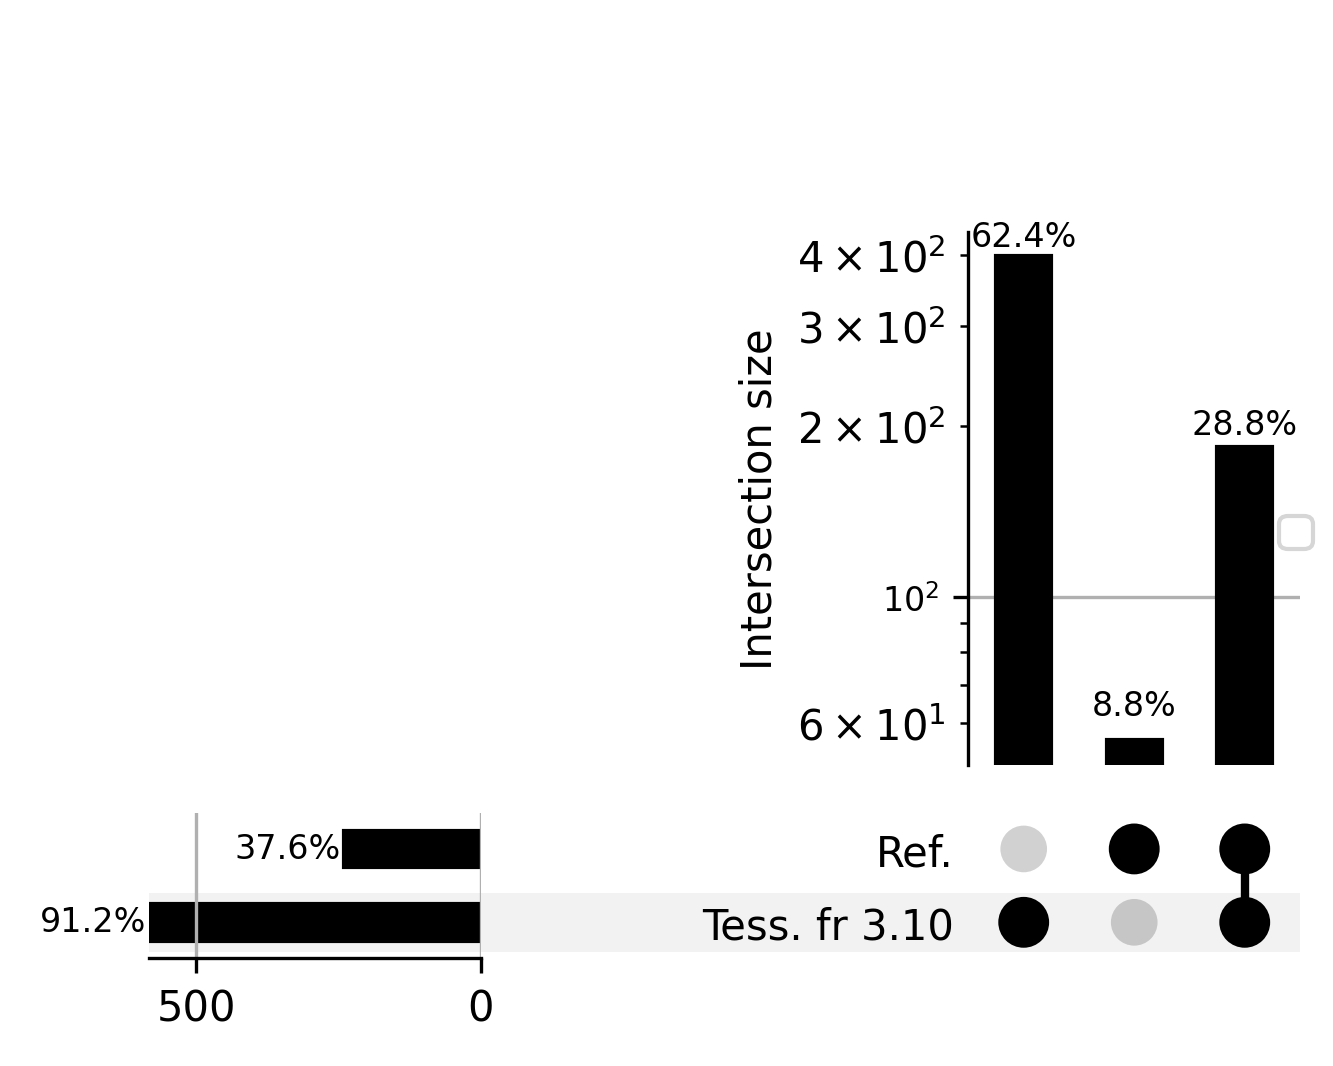 62.4%
4 × 10²
3 × 10²
28.8%
2 × 10²
Intersection size
10²
8.8%
6 × 10¹
37.6%
Ref.
91.2%
Tess. fr 3.10
500
0